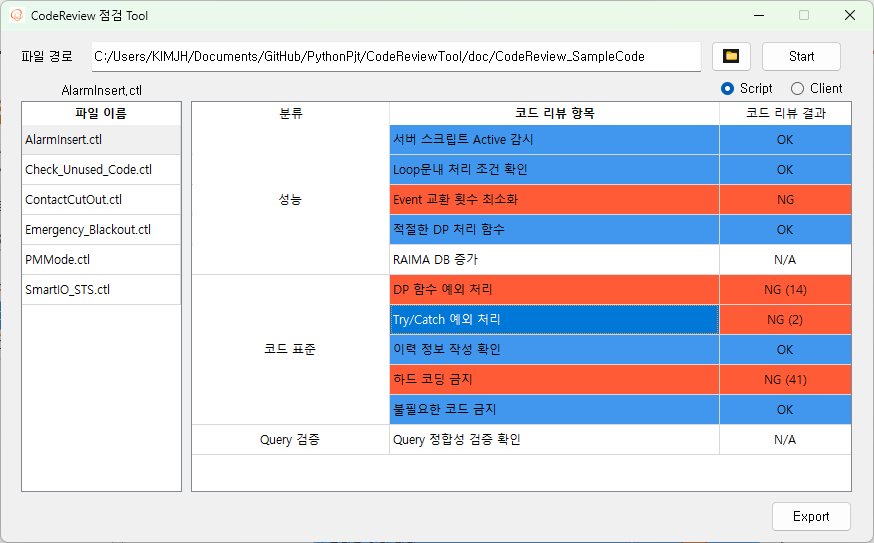 CodeReview 점검 Tool
파일 경로 C:/Users/KIMJH/Documents/GitHub/PythonPjt/CodeReviewTool/doc/CodeReview_SampleCode Start
AlarmInsert.ctl Script Client
파일 이름
AlarmInsert.ctl
Check_Unused_Code.ctl
ContactCutOut.ctl
Emergency_Blackout.ctl
PMMode.ctl
SmartIO_STS.ctl
분류 코드 리뷰 항목 코드 리뷰 결과
성능
서버 스크립트 Active 감시 OK
Loop문내 처리 조건 확인 OK
Event 교환 횟수 최소화 NG
적절한 DP 처리 함수 OK
RAIMA DB 증가 N/A
코드 표준
DP 함수 예외 처리 NG (14)
Try/Catch 예외 처리 NG (2)
이력 정보 작성 확인 OK
하드 코딩 금지 NG (41)
불필요한 코드 금지 OK
Query 검증 Query 정합성 검증 확인 N/A
Export